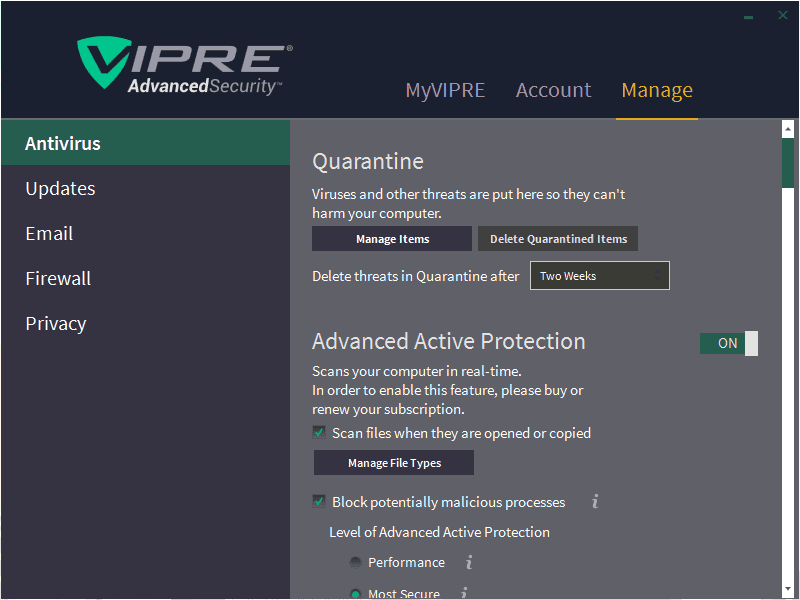 VIPRE®
AdvancedSecurity™
MyVIPRE Account Manage
Antivirus
Updates
Email
Firewall
Privacy
Quarantine
Viruses and other threats are put here so they can't
harm your computer.
Manage Items Delete Quarantined Items
Delete threats in Quarantine after Two Weeks
Advanced Active Protection ON
Scans your computer in real-time.
In order to enable this feature, please buy or
renew your subscription.
Scan files when they are opened or copied
Manage File Types
Block potentially malicious processes i
Level of Advanced Active Protection
Performance i
Most Secure i